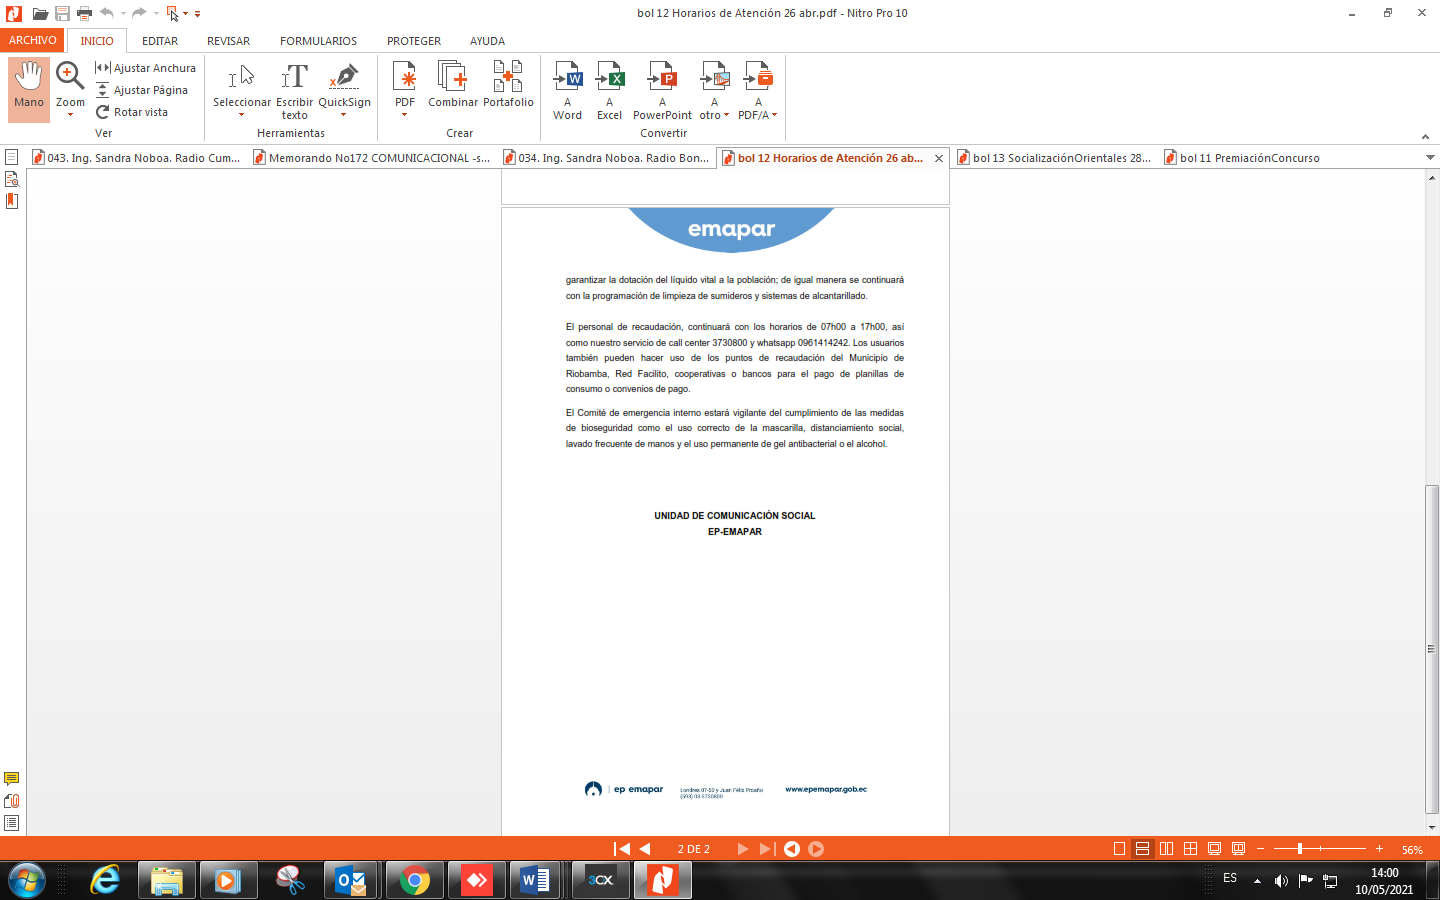 bol 12 Horarios de Atención 26 abr.pdf - Nitro Pro 10
ARCHIVO INICIO EDITAR REVISAR FORMULARIOS PROTEGER AYUDA
Mano
Zoom
Ajustar Anchura
Ajustar Página
Rotar vista
Ver
Seleccionar
Escribir
texto
QuickSign
Herramientas
PDF
Combinar
Portafolio
Crear
A
Word
A
Excel
A
PowerPoint
A
otro
A
PDF/A
Convertir
043. Ing. Sandra Noboa. Radio Cum...
Memorando No172 COMUNICACIONAL -s...
034. Ing. Sandra Noboa. Radio Bon...
bol 12 Horarios de Atención 26 ab...
bol 13 SocializaciónOrientales 28...
bol 11 PremiaciónConcurso
emapar
garantizar la dotación del líquido vital a la población; de igual manera se continuará
con la programación de limpieza de sumideros y sistemas de alcantarillado.
El personal de recaudación, continuará con los horarios de 07h00 a 17h00, así
como nuestro servicio de call center 3730800 y whatsapp 0961414242. Los usuarios
también pueden hacer uso de los puntos de recaudación del Municipio de
Riobamba, Red Facilito, cooperativas o bancos para el pago de planillas de
consumo o convenios de pago.
El Comité de emergencia interno estará vigilante del cumplimiento de las medidas
de bioseguridad como el uso correcto de la mascarilla, distanciamiento social,
lavado frecuente de manos y el uso permanente de gel antibacterial o el alcohol.
UNIDAD DE COMUNICACIÓN SOCIAL
EP-EMAPAR
ep emapar
Londres 07-50 y Juan Félix Proaño
(593) 03-3730800
www.epemapar.gob.ec
2 DE 2
56%
3CX
ES
14:00
10/05/2021